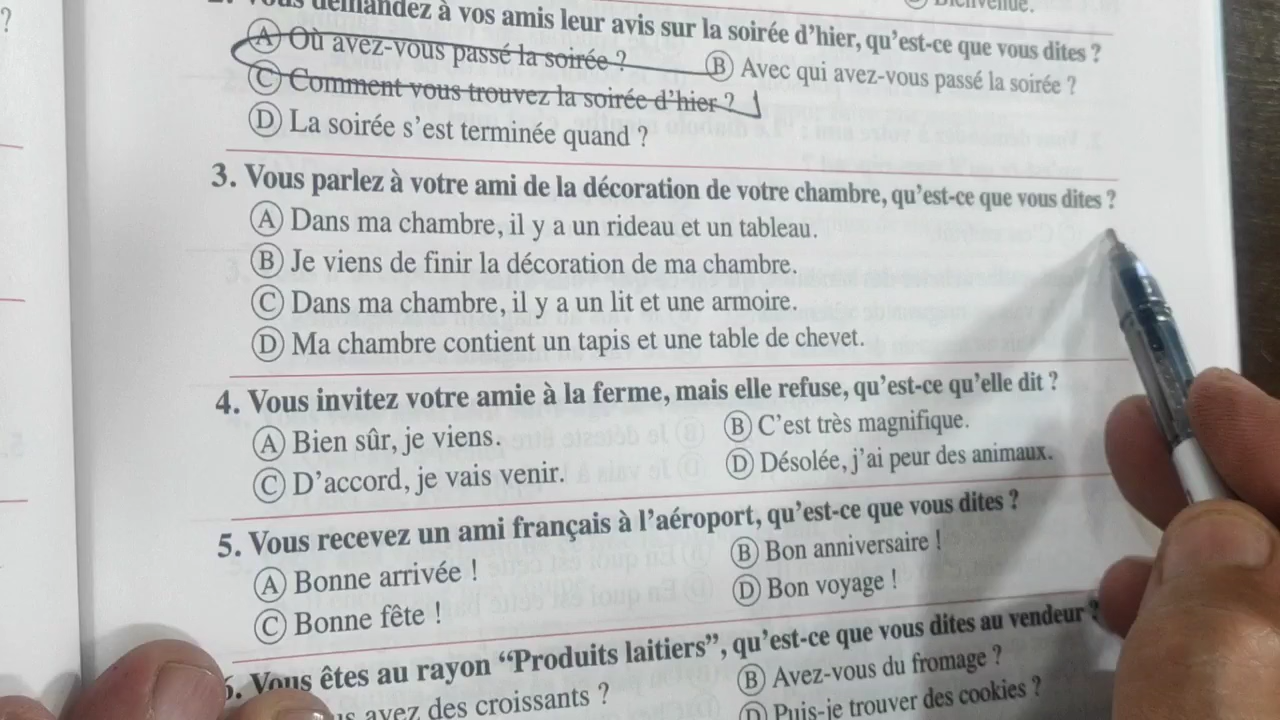 ?
Bienvenue.
demandez à vos amis leur avis sur la soirée d'hier, qu'est-ce que vous dites ?
Ⓐ Où avez-vous passé la soirée ?
Ⓑ Avec qui avez-vous passé la soirée ?
Ⓒ Comment vous trouvez la soirée d'hier ?
Ⓓ La soirée s'est terminée quand ?
3. Vous parlez à votre ami de la décoration de votre chambre, qu'est-ce que vous dites ?
Ⓐ Dans ma chambre, il y a un rideau et un tableau.
Ⓑ Je viens de finir la décoration de ma chambre.
Ⓒ Dans ma chambre, il y a un lit et une armoire.
Ⓓ Ma chambre contient un tapis et une table de chevet.
4. Vous invitez votre amie à la ferme, mais elle refuse, qu'est-ce qu'elle dit ?
Ⓐ Bien sûr, je viens.
Ⓑ C'est très magnifique.
Ⓒ D'accord, je vais venir.
Ⓓ Désolée, j'ai peur des animaux.
5. Vous recevez un ami français à l'aéroport, qu'est-ce que vous dites ?
Ⓐ Bonne arrivée !
Ⓑ Bon anniversaire !
Ⓒ Bonne fête !
Ⓓ Bon voyage !
6. Vous êtes au rayon “Produits laitiers”, qu'est-ce que vous dites au vendeur ?
avez des croissants ?
Ⓑ Avez-vous du fromage ?
Ⓓ Puis-je trouver des cookies ?